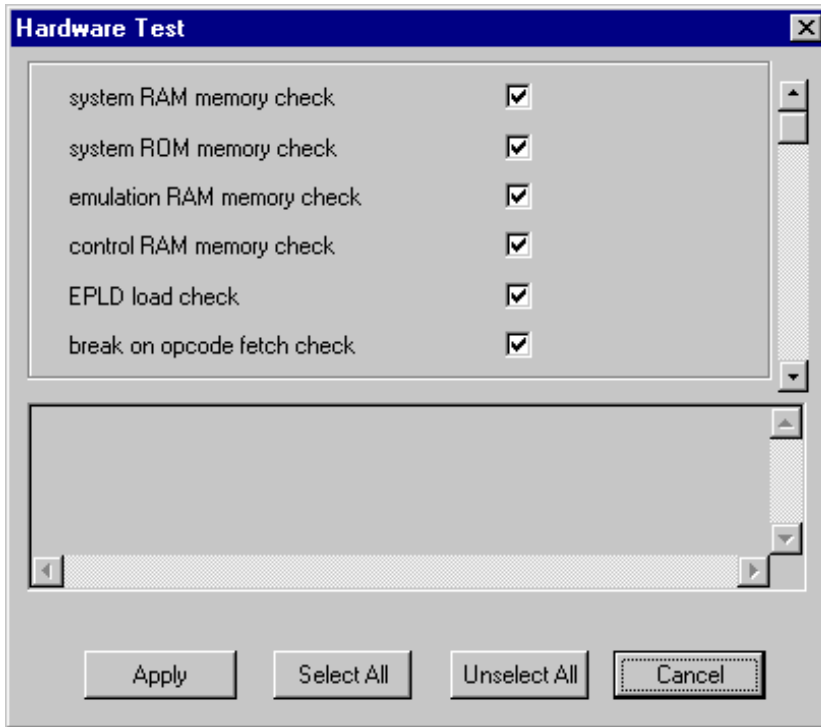 Hardware Test
system RAM memory check
system ROM memory check
emulation RAM memory check
control RAM memory check
EPLD load check
break on opcode fetch check
Apply
Select All
Unselect All
Cancel